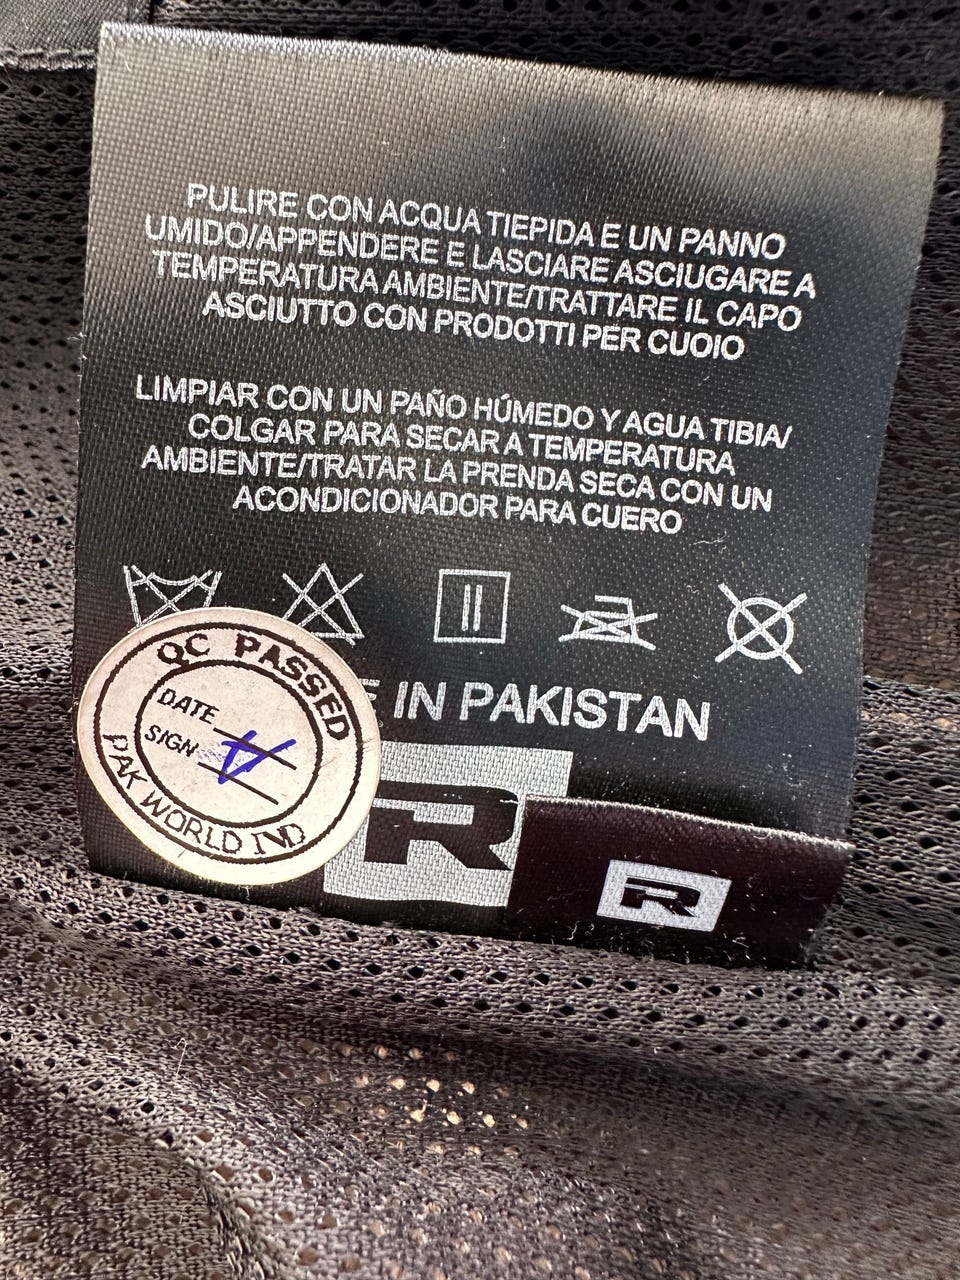 PULIRE CON ACQUA TIEPIDA E UN PANNO
UMIDO/APPENDERE E LASCIARE ASCIUGARE A
TEMPERATURA AMBIENTE/TRATTARE IL CAPO
ASCIUTTO CON PRODOTTI PER CUOIO
LIMPIAR CON UN PAÑO HÚMEDO Y AGUA TIBIA/
COLGAR PARA SECAR A TEMPERATURA
AMBIENTE/TRATAR LA PRENDA SECA CON UN
ACONDICIONADOR PARA CUERO
IN PAKISTAN
QC PASSED
DATE
SIGN
PAK WORLD IND
R
R